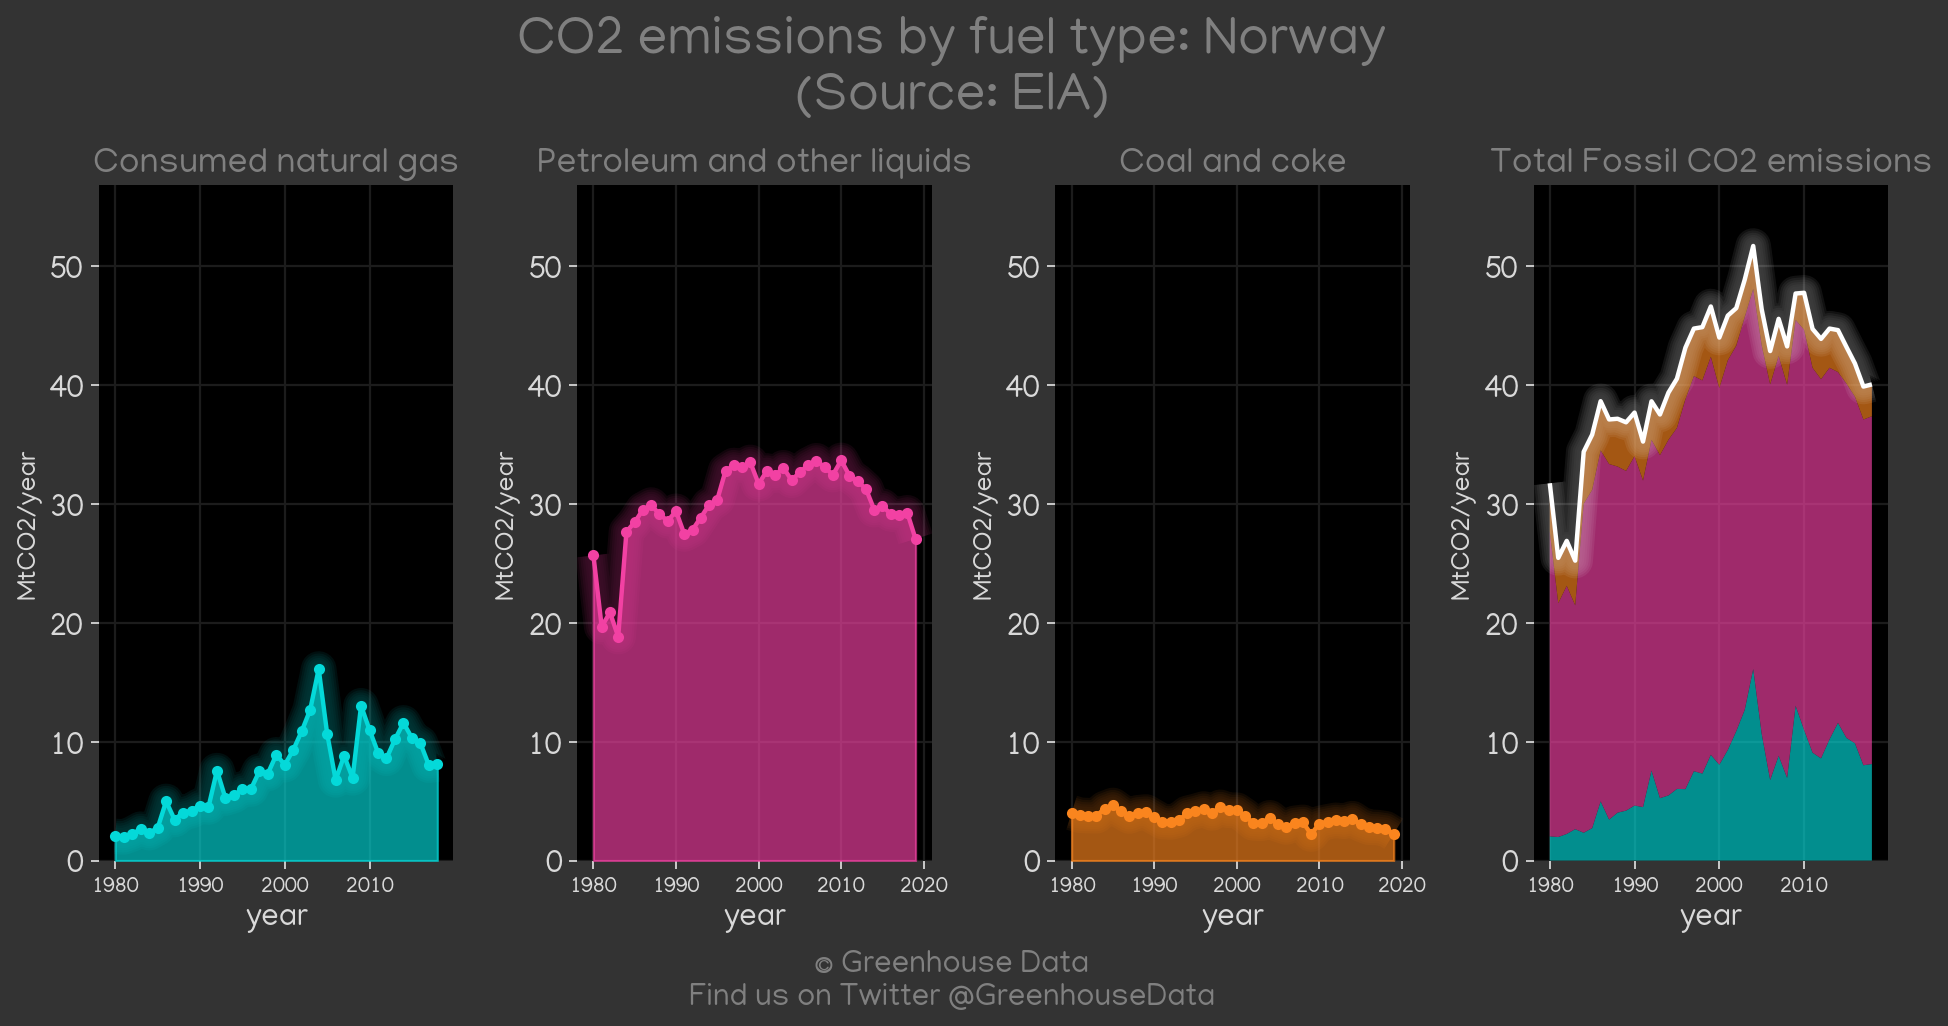 CO2 emissions by fuel type: Norway
(Source: EIA)
Consumed natural gas
MtCO2/year
50
40
30
20
10
0
1980 1990 2000 2010
year
Petroleum and other liquids
MtCO2/year
50
40
30
20
10
0
1980 1990 2000 2010 2020
year
Coal and coke
MtCO2/year
50
40
30
20
10
0
1980 1990 2000 2010 2020
year
Total Fossil CO2 emissions
MtCO2/year
50
40
30
20
10
0
1980 1990 2000 2010
year
© Greenhouse Data
Find us on Twitter @GreenhouseData